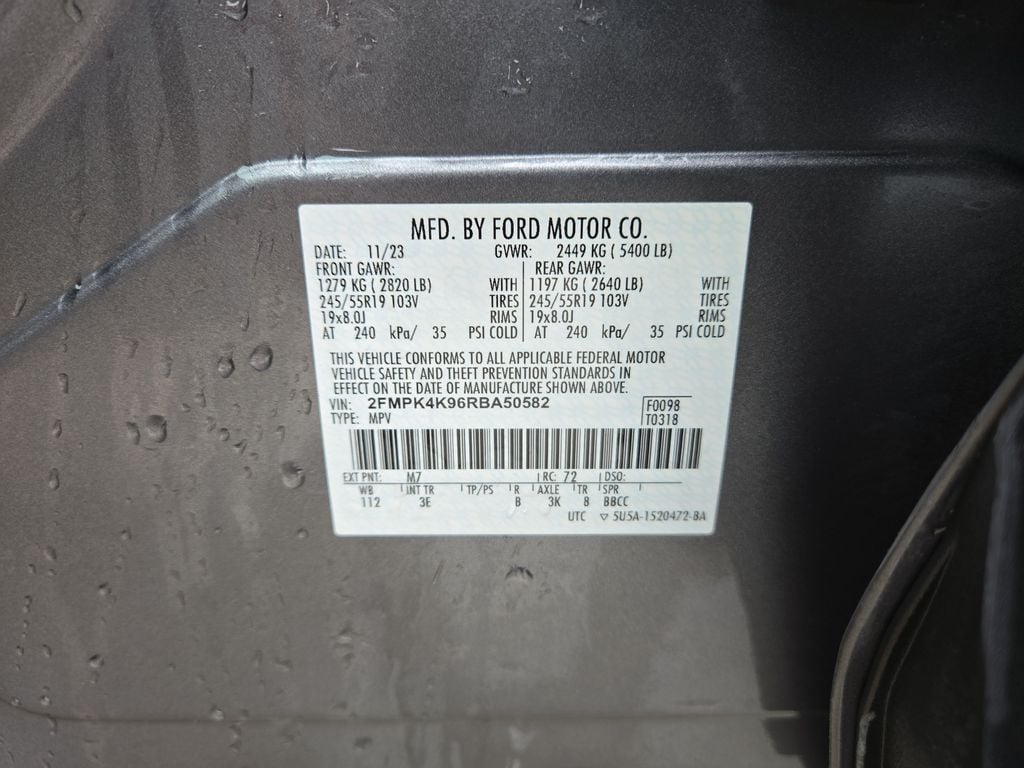 MFD. BY FORD MOTOR CO.
DATE: 11/23 GVWR: 2449 KG ( 5400 LB)
FRONT GAWR: REAR GAWR:
1279 KG ( 2820 LB) WITH 1197 KG ( 2640 LB) WITH
245/55R19 103V TIRES 245/55R19 103V TIRES
19x8.0J RIMS 19x8.0J RIMS
AT 240 kPa/ 35 PSI COLD AT 240 kPa/ 35 PSI COLD
THIS VEHICLE CONFORMS TO ALL APPLICABLE FEDERAL MOTOR
VEHICLE SAFETY AND THEFT PREVENTION STANDARDS IN
EFFECT ON THE DATE OF MANUFACTURE SHOWN ABOVE.
VIN: 2FMPK4K96RBA50582 F0098
TYPE: MPV T0318
EXT PNT: M7 RC: 72 DSO:
WB INT TR TP/PS R AXLE TR SPR
112 3E B 3K 8 BBCC
UTC ▽ 5U5A-1520472-BA